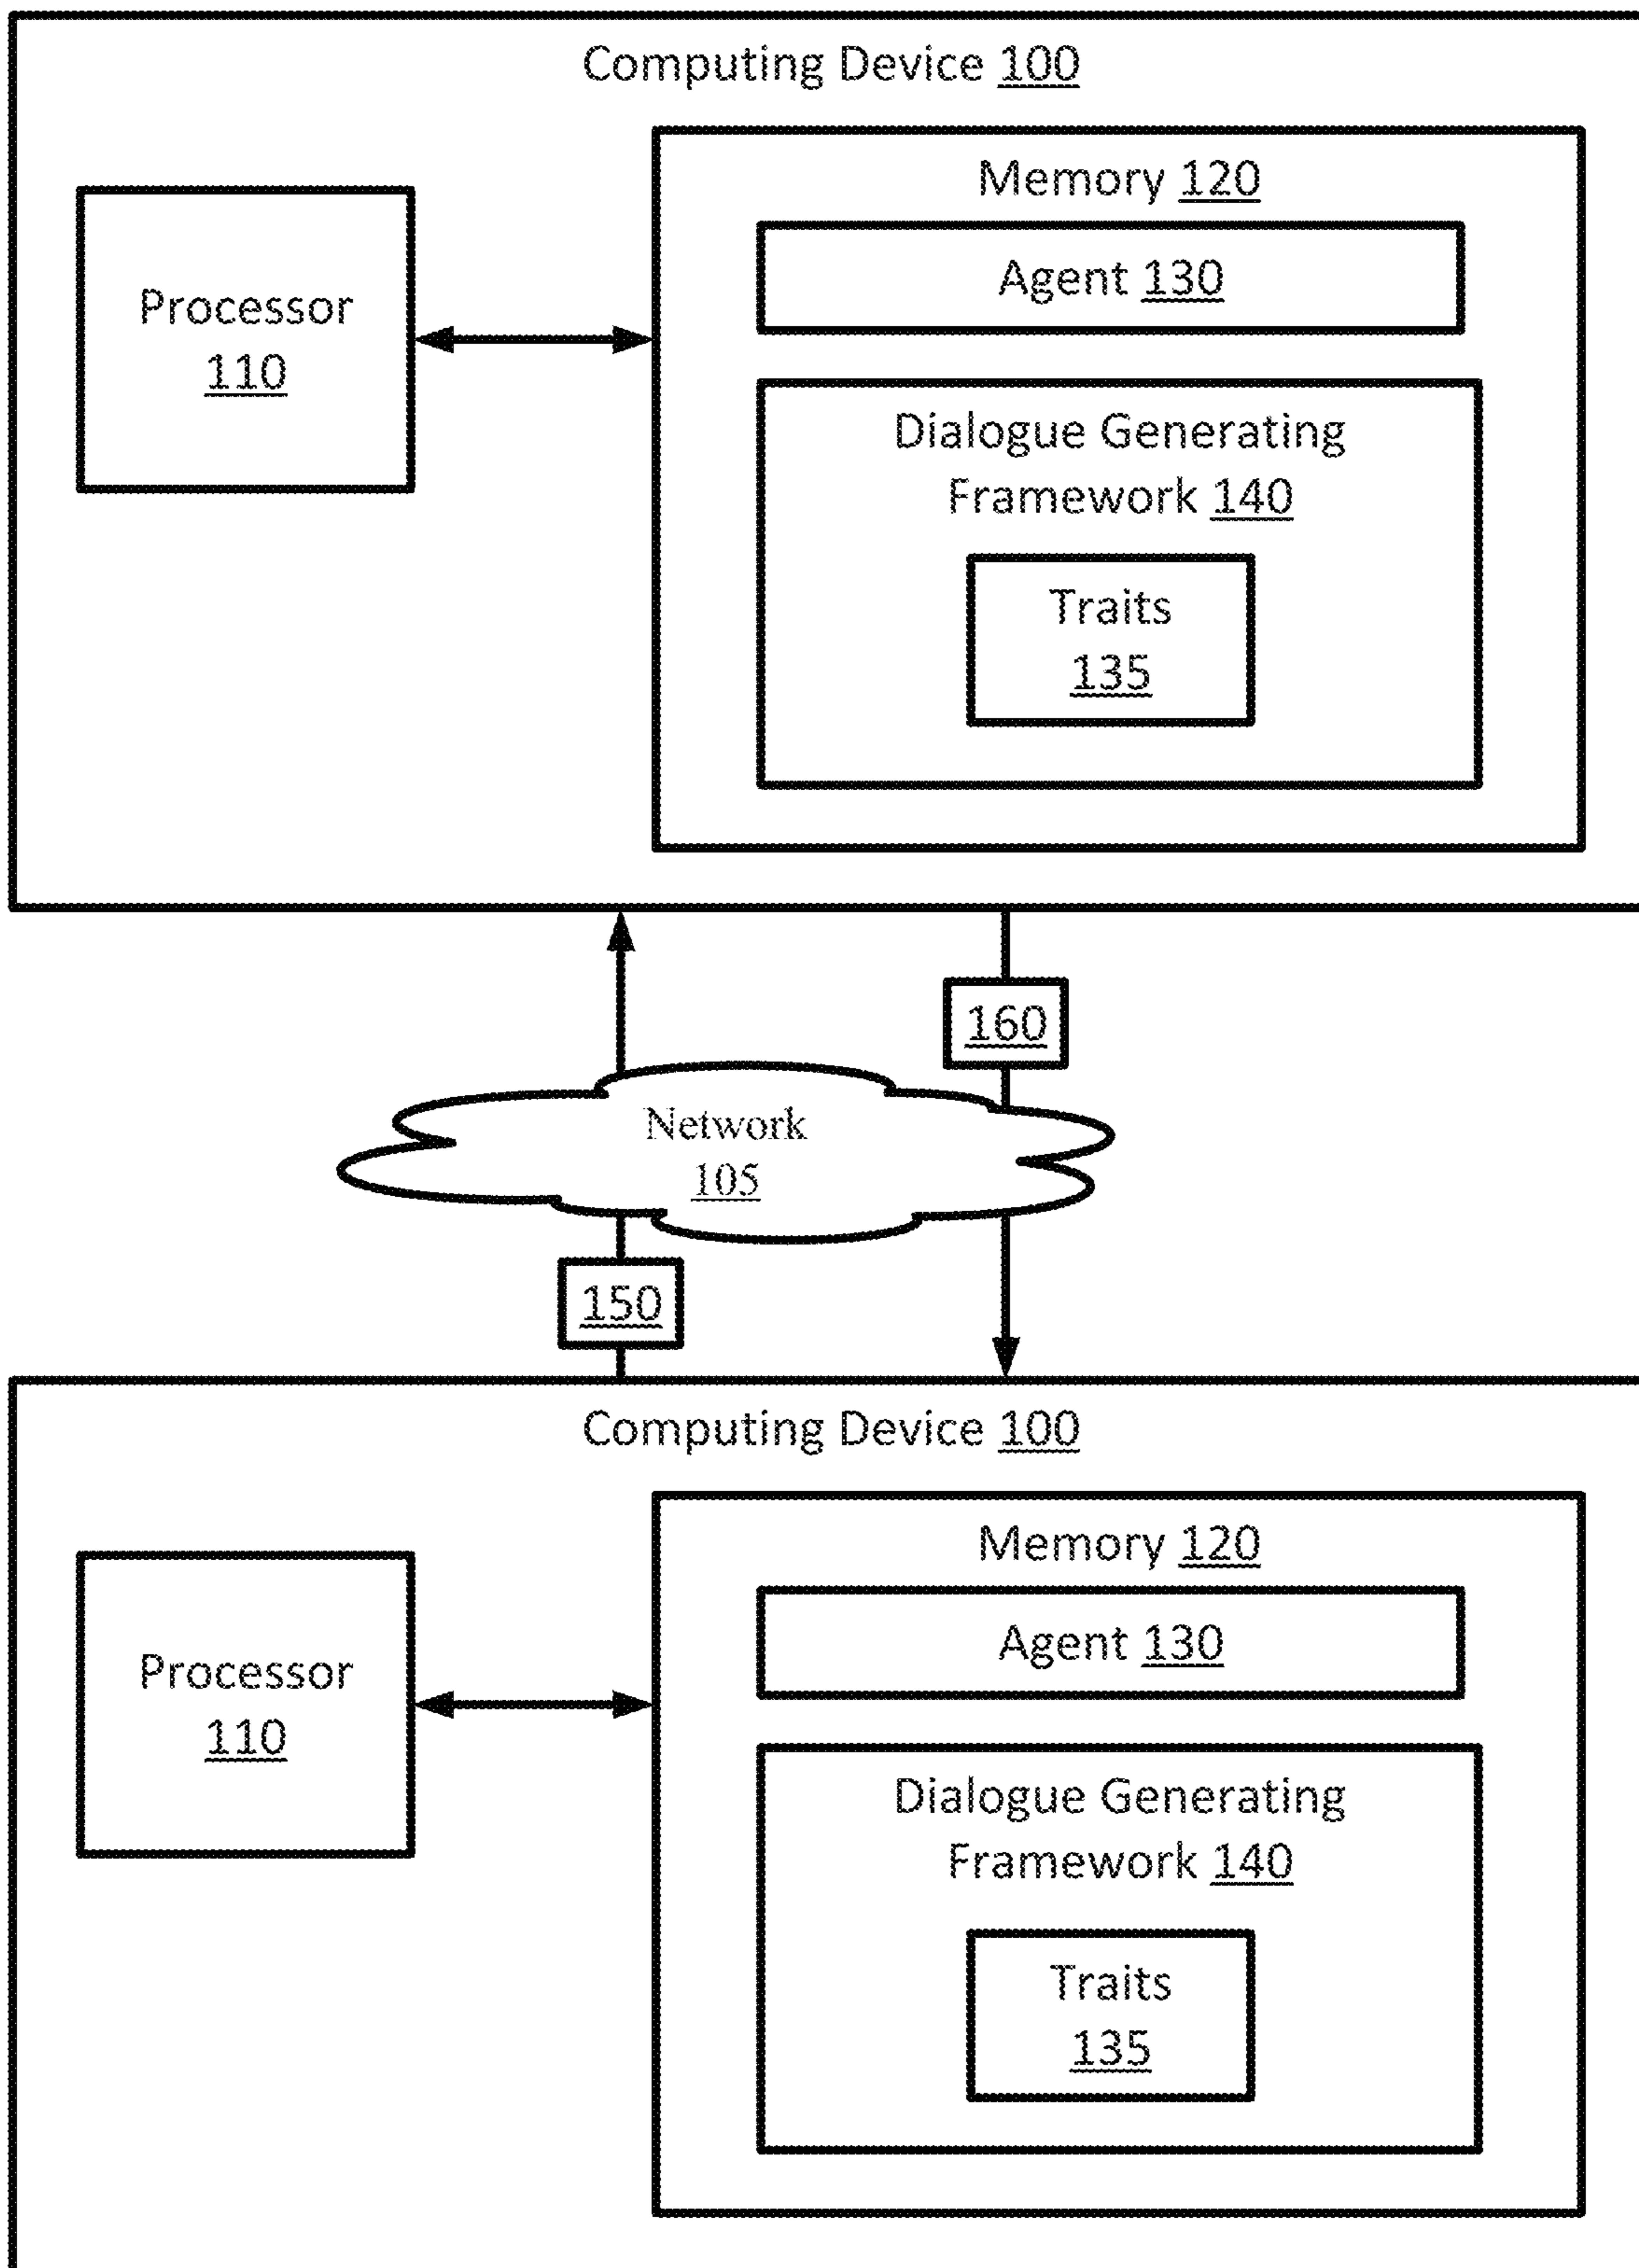 Computing Device 100
Memory 120
Agent 130
Processor
110
Dialogue Generating
Framework 140
Traits
135
160
Network
105
150
Computing Device 100
Memory 120
Agent 130
Processor
110
Dialogue Generating
Framework 140
Traits
135